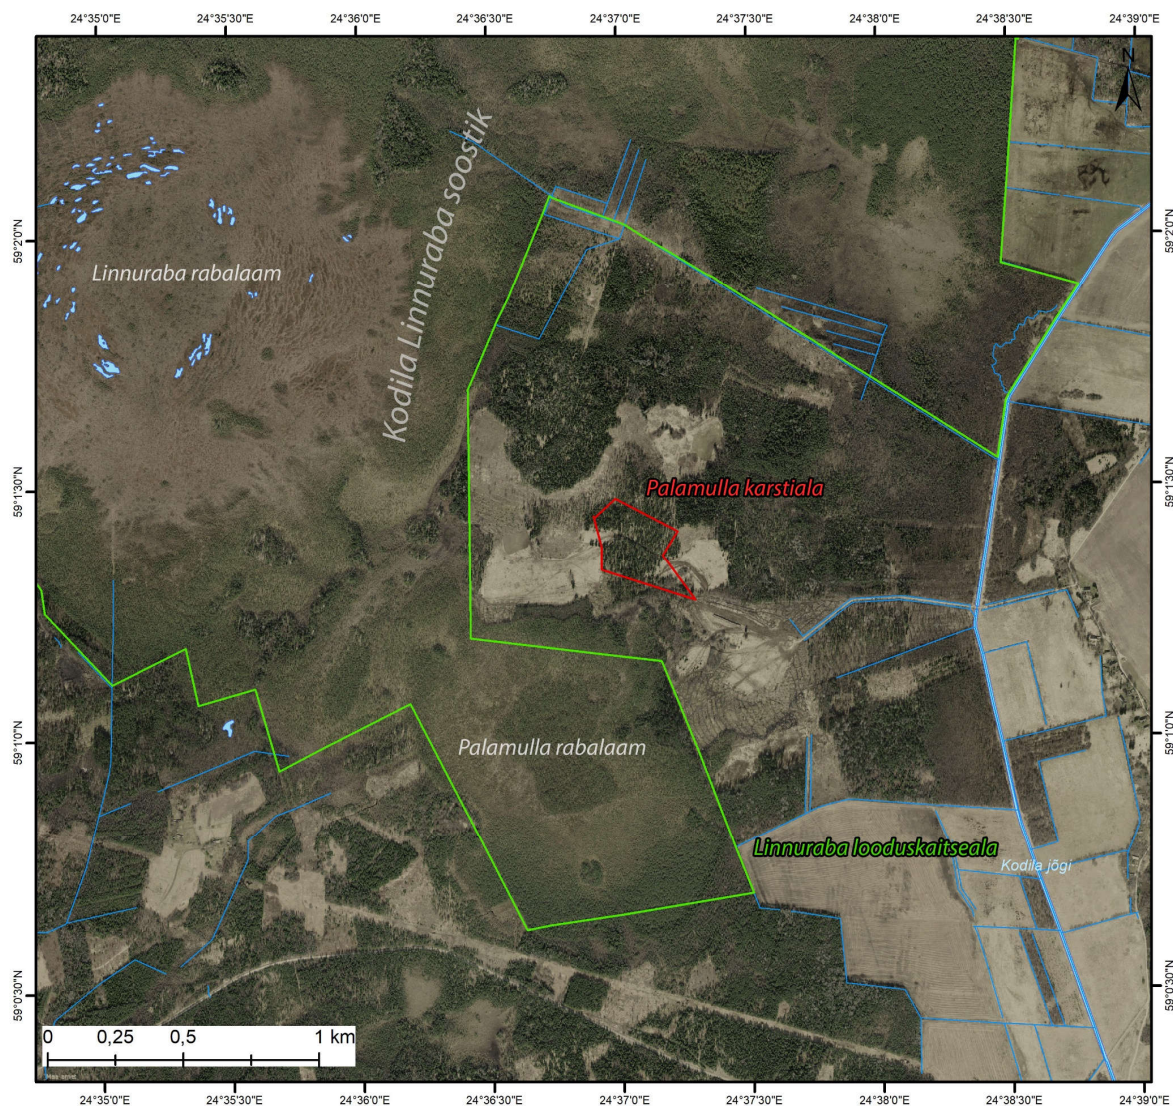 24°35'0"E 24°35'30"E 24°36'0"E 24°36'30"E 24°37'0"E 24°37'30"E 24°38'0"E 24°38'30"E 24°39'0"E
N
Kodila Linnuraba soostik
59°2'0"N 59°2'0"N
Linnuraba rabalaam
59°1'30"N 59°1'30"N
Palamulla karstiala
59°1'0"N 59°1'0"N
Palamulla rabalaam
Linnuraba looduskaitseala
Kodila jõgi
59°0'30"N 59°0'30"N
0 0,25 0,5 1 km
24°35'0"E 24°35'30"E 24°36'0"E 24°36'30"E 24°37'0"E 24°37'30"E 24°38'0"E 24°38'30"E 24°39'0"E